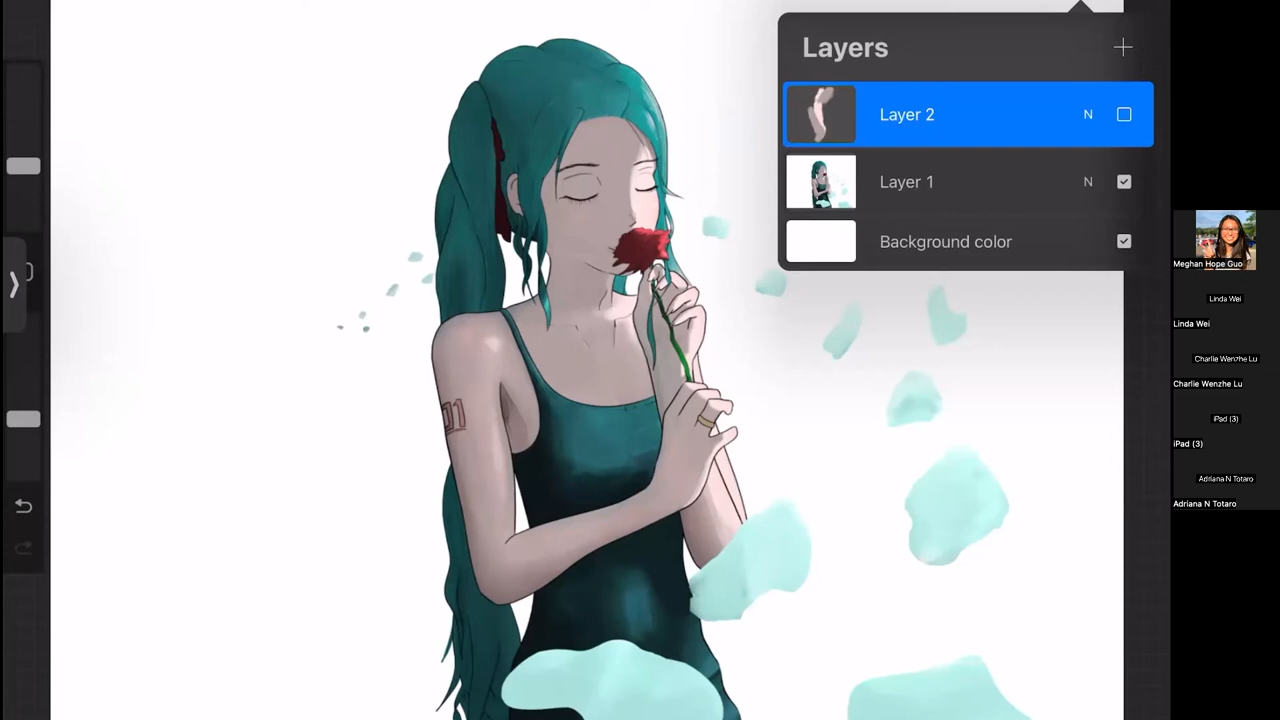 Layers
Layer 2 N
Layer 1 N
Background color
01
Meghan Hope Guo
Linda Wei
Linda Wei
Charlie Wenzhe Lu
Charlie Wenzhe Lu
iPad (3)
iPad (3)
Adriana N Totaro
Adriana N Totaro